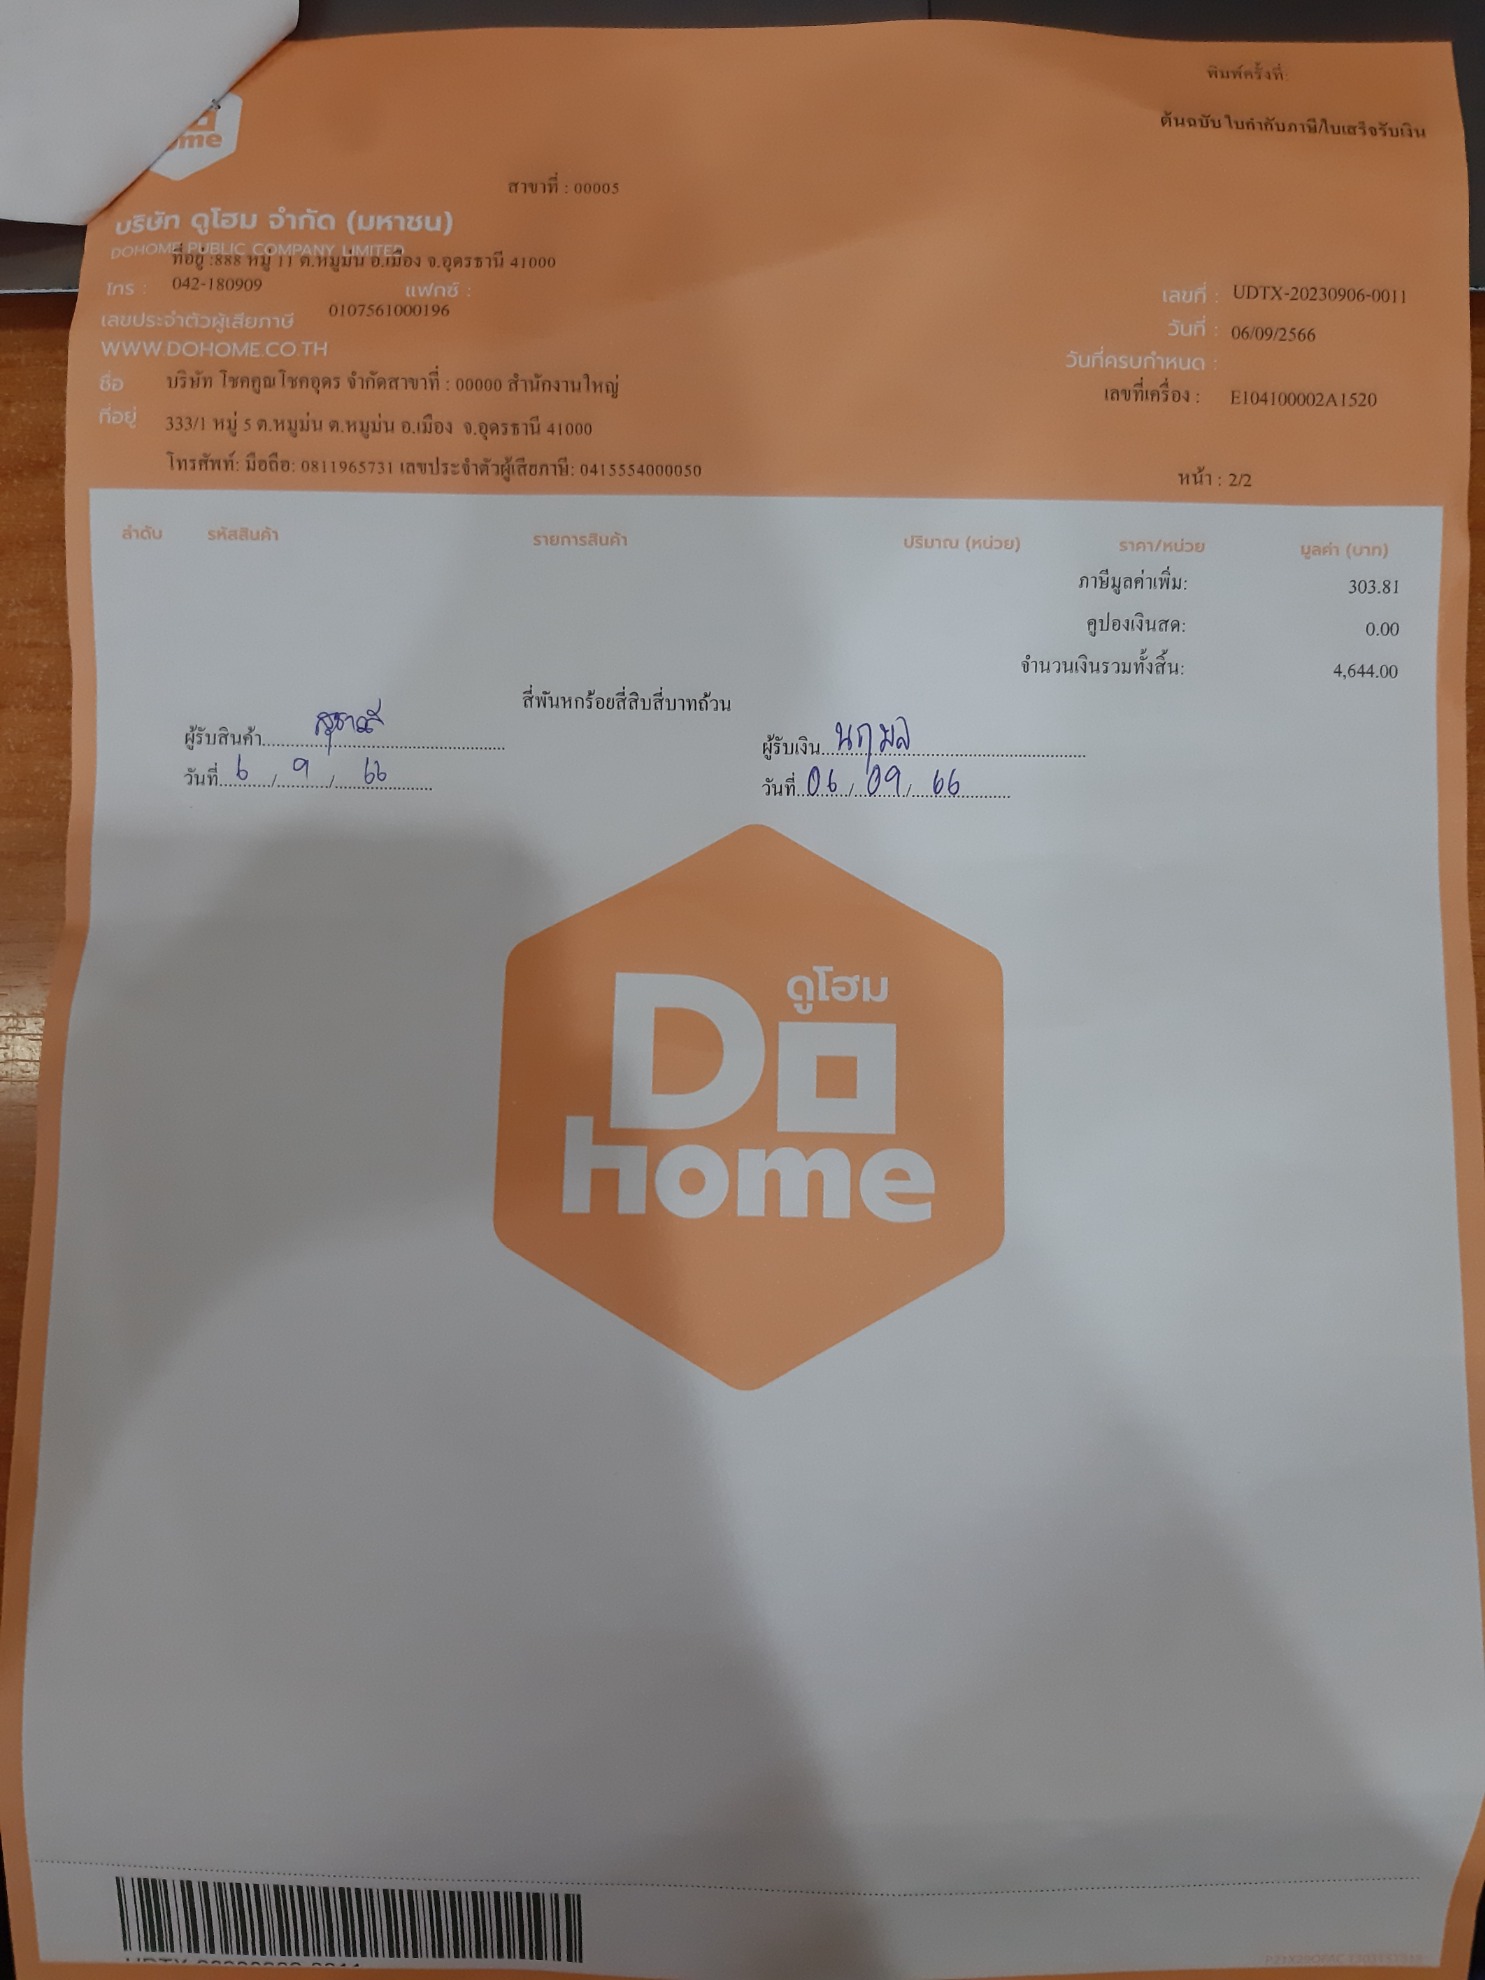 พิมพ์ครั้งที่
ต้นฉบับ ใบกำกับภาษี/ใบเสร็จรับเงิน
me
สาขาที่ : 00005
บริษัท ดูโฮม จำกัด (มหาชน)
DOHOME PUBLIC COMPANY LIMITED
ที่อยู่ :888 หมู่ 11 ต.หมูม่น อ.เมือง จ.อุดรธานี 41000
โทร : 042-180909 แฟกซ์ :
เลขประจำตัวผู้เสียภาษี 0107561000196
WWW.DOHOME.CO.TH
เลขที่ : UDTX-20230906-0011
วันที่ : 06/09/2566
วันที่ครบกำหนด :
เลขที่เครื่อง : E104100002A1520
ชื่อ บริษัท โชคคูณโชคอุดร จำกัดสาขาที่ : 00000 สำนักงานใหญ่
ที่อยู่ 333/1 หมู่ 5 ต.หมูม่น ต.หมูม่น อ.เมือง จ.อุดรธานี 41000
โทรศัพท์: มือถือ: 0811965731 เลขประจำตัวผู้เสียภาษี: 0415554000050
หน้า : 2/2
ลำดับ รหัสสินค้า รายการสินค้า ปริมาณ (หน่วย) ราคา/หน่วย มูลค่า (บาท)
ภาษีมูลค่าเพิ่ม: 303.81
คูปองเงินสด: 0.00
จำนวนเงินรวมทั้งสิ้น: 4,644.00
สี่พันหกร้อยสี่สิบสี่บาทถ้วน
ผู้รับสินค้า
ผู้รับเงิน นฤมล
วันที่ 6 / 9 / 66
วันที่ 06 / 09 / 66
ดูโฮม
Do
home